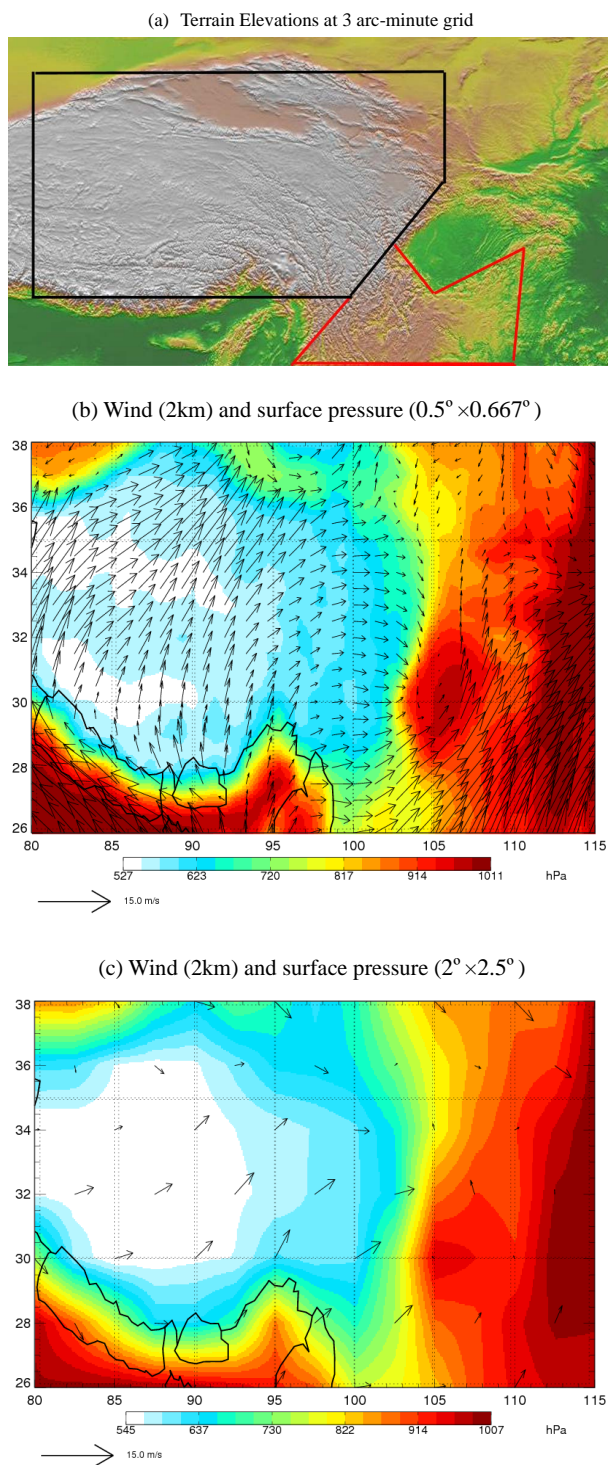 (a) Terrain Elevations at 3 arc-minute grid
(b) Wind (2km) and surface pressure (0.5° ×0.667° )
38
36
34
32
30
28
26
80 85 90 95 100 105 110 115
527 623 720 817 914 1011 hPa
15.0 m/s
(c) Wind (2km) and surface pressure (2° ×2.5° )
38
36
34
32
30
28
26
80 85 90 95 100 105 110 115
545 637 730 822 914 1007 hPa
15.0 m/s